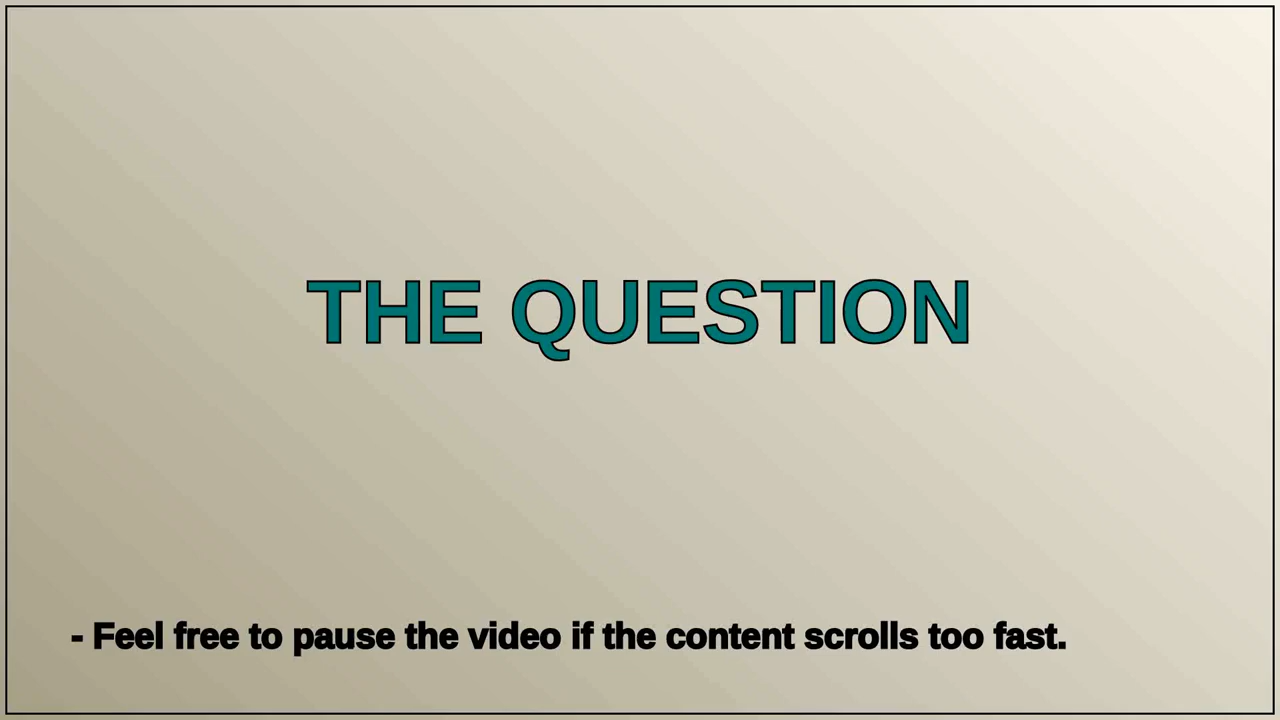 THE QUESTION
- Feel free to pause the video if the content scrolls too fast.